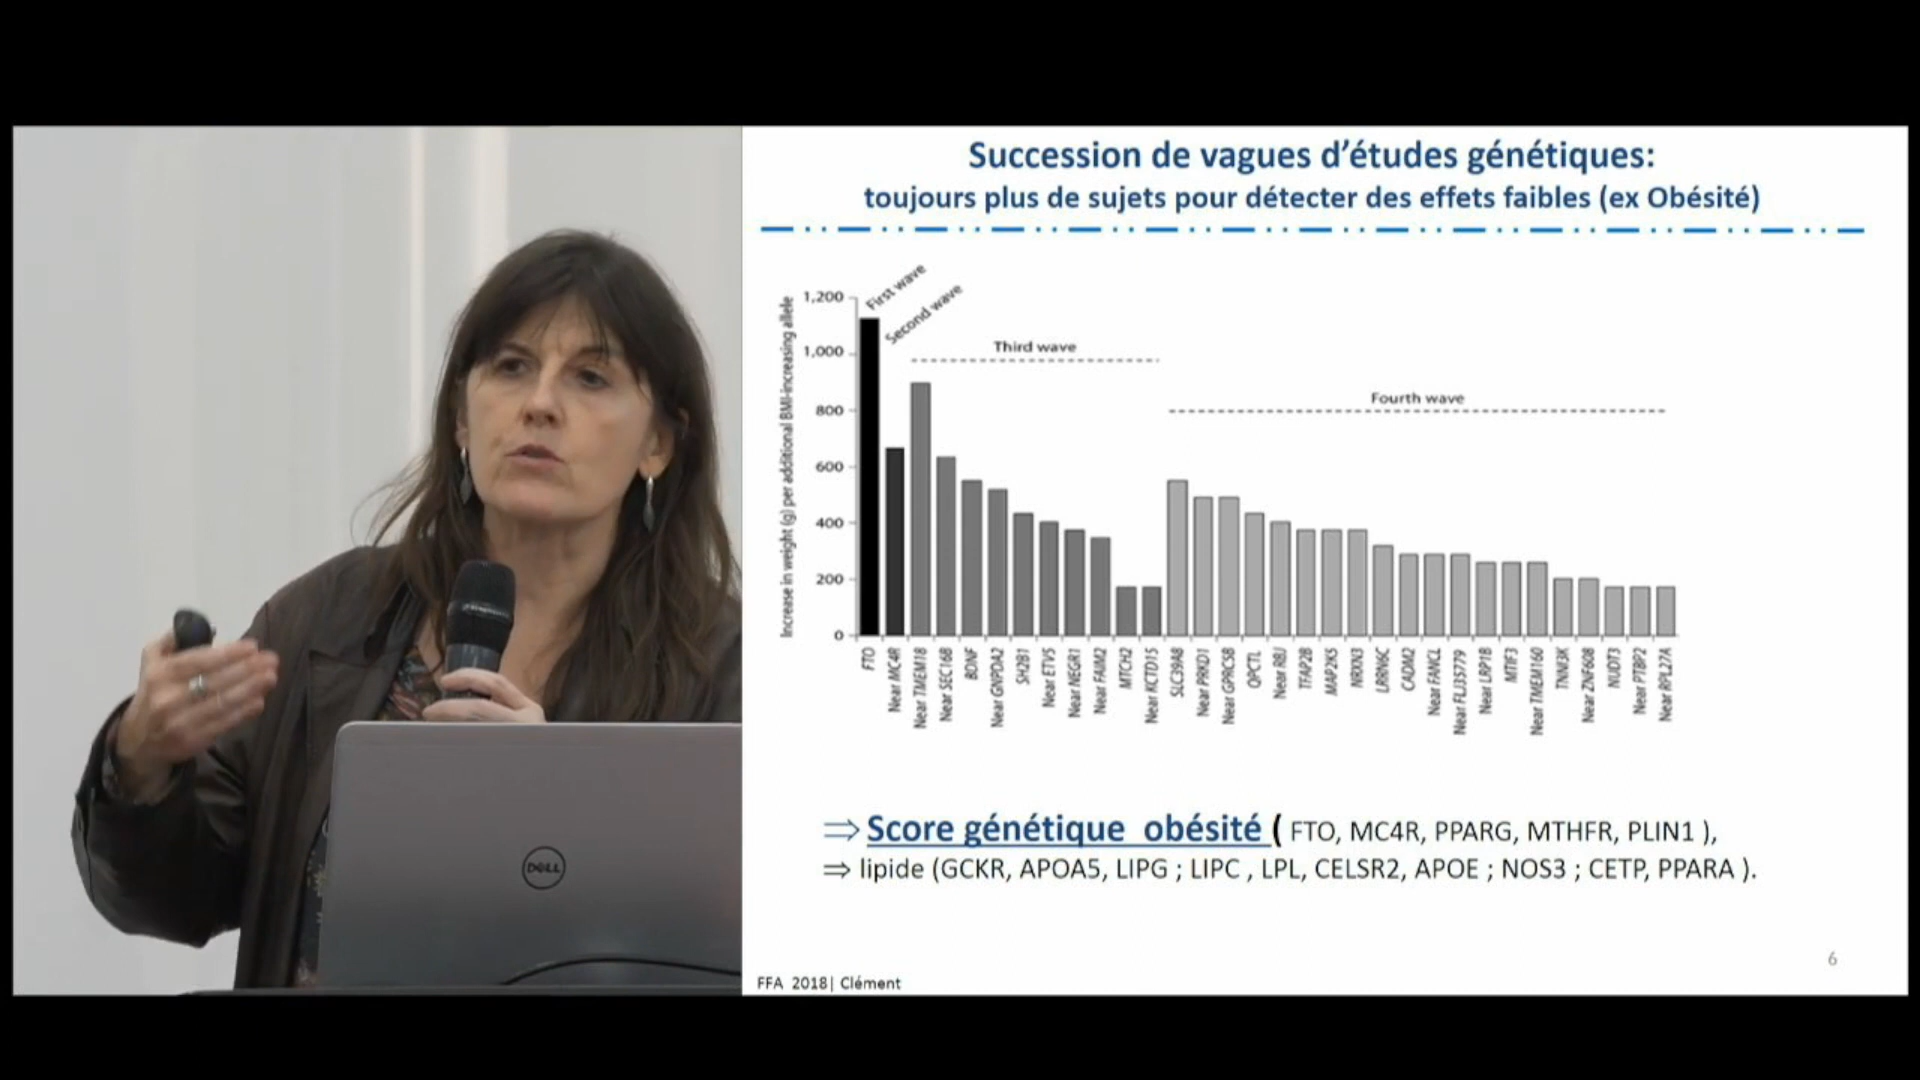 Succession de vagues d'études génétiques:
toujours plus de sujets pour détecter des effets faibles (ex Obésité)
Increase in weight (g) per additional BMI-increasing allele
1,200
1,000
800
600
400
200
0
First wave
Second wave
Third wave
Fourth wave
FTO
Near MC4R
Near TMEM18
Near SEC16B
BDNF
Near GNPDA2
SH2B1
Near ETV5
Near NEGR1
Near FAIM2
MTCH2
Near KCTD15
SLC39A8
Near PRKD1
Near GPRC5B
QPCTL
Near RBJ
TFAP2B
MAP2K5
NRXN3
LRRN6C
CADM2
Near FANCL
Near FLJ35779
Near LRP1B
MTIF3
Near TMEM160
TNNI3K
Near ZNF608
NUDT3
Near PTBP2
Near RPL27A
⇒ Score génétique obésité ( FTO, MC4R, PPARG, MTHFR, PLIN1 ),
⇒ lipide (GCKR, APOA5, LIPG ; LIPC , LPL, CELSR2, APOE ; NOS3 ; CETP, PPARA ).
6
FFA 2018| Clément
DELL